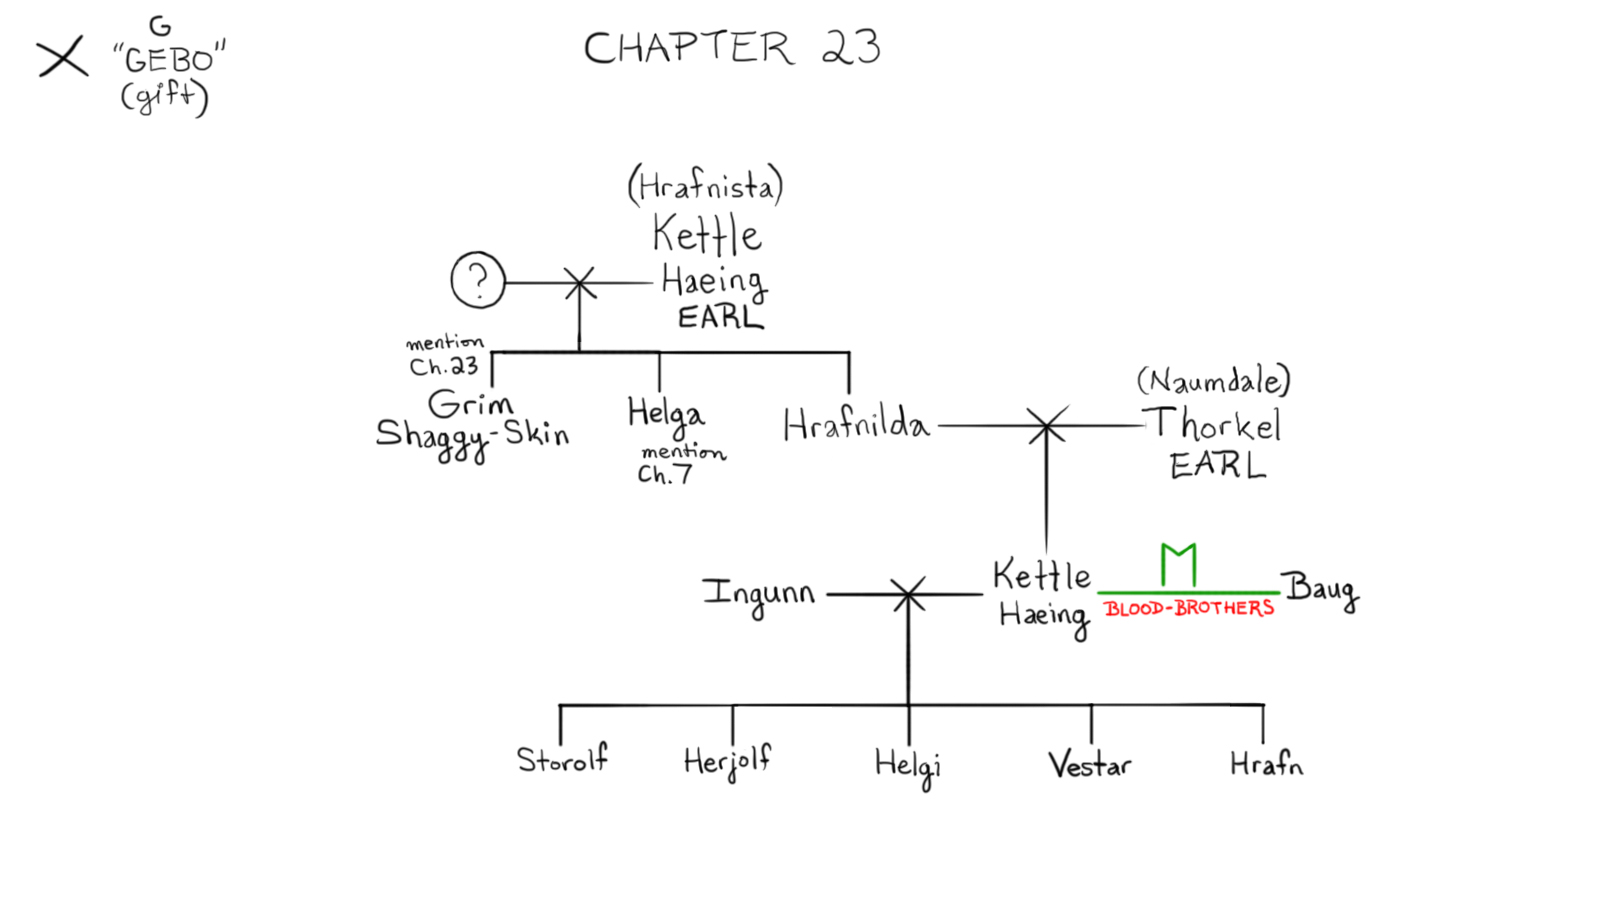 G
"GEBO"
(gift)
CHAPTER 23
(Hrafnista)
Kettle
Haeing
EARL
?
mention
Ch.23
Grim
Shaggy-Skin
Helga
mention
Ch.7
Hrafnilda
(Naumdale)
Thorkel
EARL
Ingunn
Kettle
Haeing
BLOOD-BROTHERS
Baug
Storolf
Herjolf
Helgi
Vestar
Hrafn